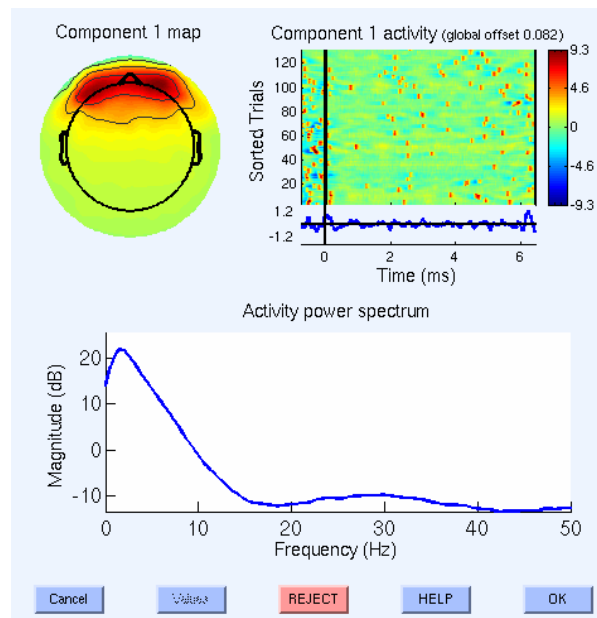 Component 1 map
Component 1 activity (global offset 0.082)
Sorted Trials
120
100
80
60
40
20
9.3
4.6
0
-4.6
-9.3
1.2
-1.2
0 2 4 6
Time (ms)
Activity power spectrum
Magnitude (dB)
20
10
0
-10
0 10 20 30 40 50
Frequency (Hz)
Cancel Values REJECT HELP OK